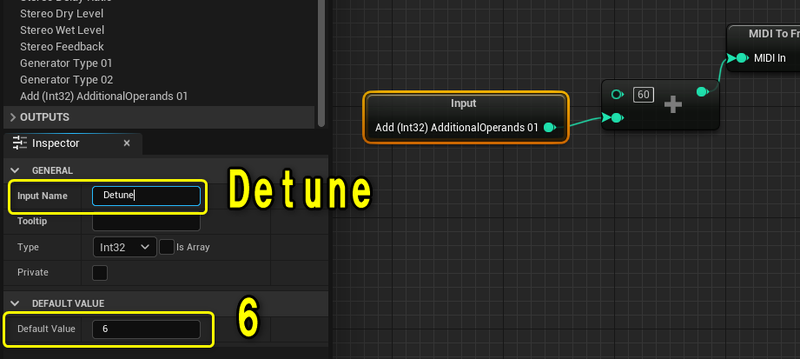 Stereo Delay Ratio
Stereo Dry Level
Stereo Wet Level
Stereo Feedback
Generator Type 01
Generator Type 02
Add (Int32) AdditionalOperands 01
OUTPUTS
Inspector
GENERAL
Input Name
Detune
Detune
Tooltip
Type
Int32
Is Array
Private
DEFAULT VALUE
Default Value
6
6
Input
Add (Int32) AdditionalOperands 01
60
MIDI To Fr
MIDI In